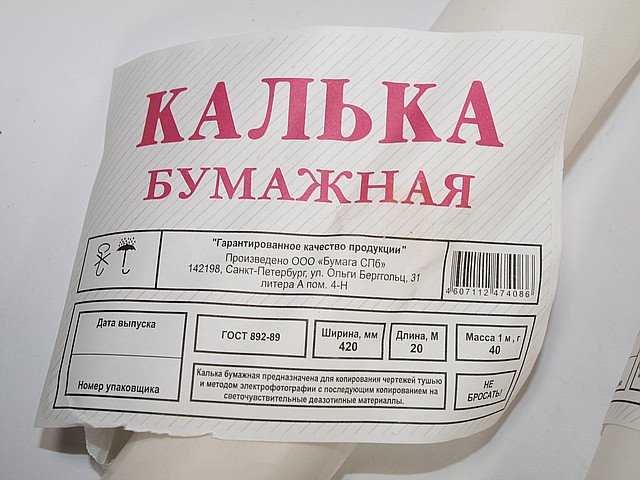 КАЛЬКА
БУМАЖНАЯ
"Гарантированное качество продукции"
Произведено ООО «Бумага СПб»
142198, Санкт-Петербург, ул. Ольги Берггольц, 31
литера А пом. 4-Н
4607112474086
Дата выпуска
Номер упаковщика
ГОСТ 892-89
Ширина, мм
420
Длина, М
20
Масса 1 м , г
40
Калька бумажная предназначена для копирования чертежей тушью
и методом электрофотографии с последующим копированием на
светочувствительные деазотипные материаллы.
НЕ
БРОСАТЬ!